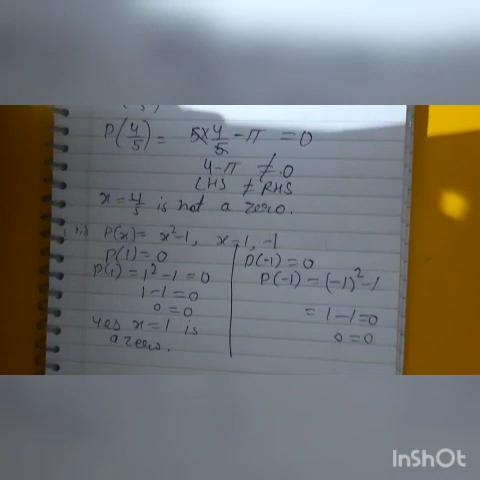 P(4/5) = 5×4/5 - π = 0
4-π ≠ 0
LHS ≠ RHS
x=4/5 is not a zero.
iii) P(x)= x²-1, x=1, -1
P(1)=0
P(1)=1²-1=0
1-1=0
0=0
Yes x=1 is
a zero.
P(-1)=0
P(-1)=(-1)²-1
=1-1=0
0=0
InShOt